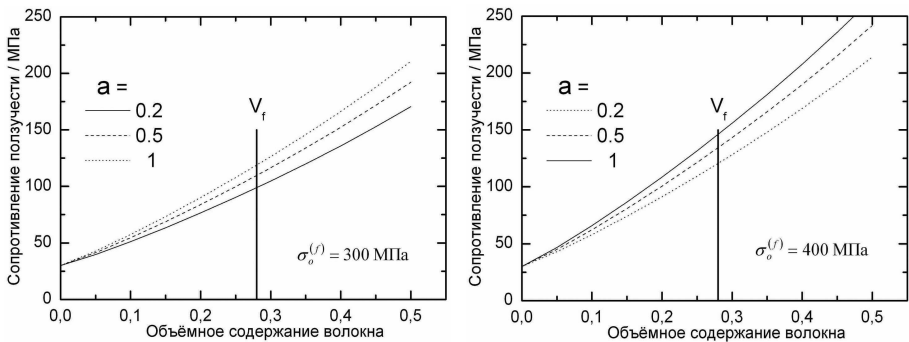 Сопротивление ползучести / МПа
250
200
150
100
50
0
a =
0.2
0.5
1
V_f
σ_o^(f) = 300 МПа
0,0 0,1 0,2 0,3 0,4 0,5
Объёмное содержание волокна
Сопротивление ползучести / МПа
250
200
150
100
50
0
a =
0.2
0.5
1
V_f
σ_o^(f) = 400 МПа
0,0 0,1 0,2 0,3 0,4 0,5
Объёмное содержание волокна